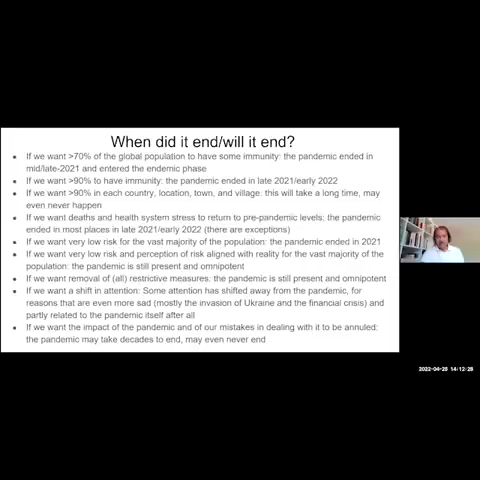 When did it end/will it end?
• If we want >70% of the global population to have some immunity: the pandemic ended in
mid/late-2021 and entered the endemic phase
• If we want >90% to have immunity: the pandemic ended in late 2021/early 2022
• If we want >90% in each country, location, town, and village: this will take a long time, may
even never happen
• If we want deaths and health system stress to return to pre-pandemic levels: the pandemic
ended in most places in late 2021/early 2022 (there are exceptions)
• If we want very low risk for the vast majority of the population: the pandemic ended in 2021
• If we want very low risk and perception of risk aligned with reality for the vast majority of the
population: the pandemic is still present and omnipotent
• If we want removal of (all) restrictive measures: the pandemic is still present and omnipotent
• If we want a shift in attention: Some attention has shifted away from the pandemic, for
reasons that are even more sad (mostly the invasion of Ukraine and the financial crisis) and
partly related to the pandemic itself after all
• If we want the impact of the pandemic and of our mistakes in dealing with it to be annuled:
the pandemic may take decades to end, may even never end
2022-04-28 14:12:28